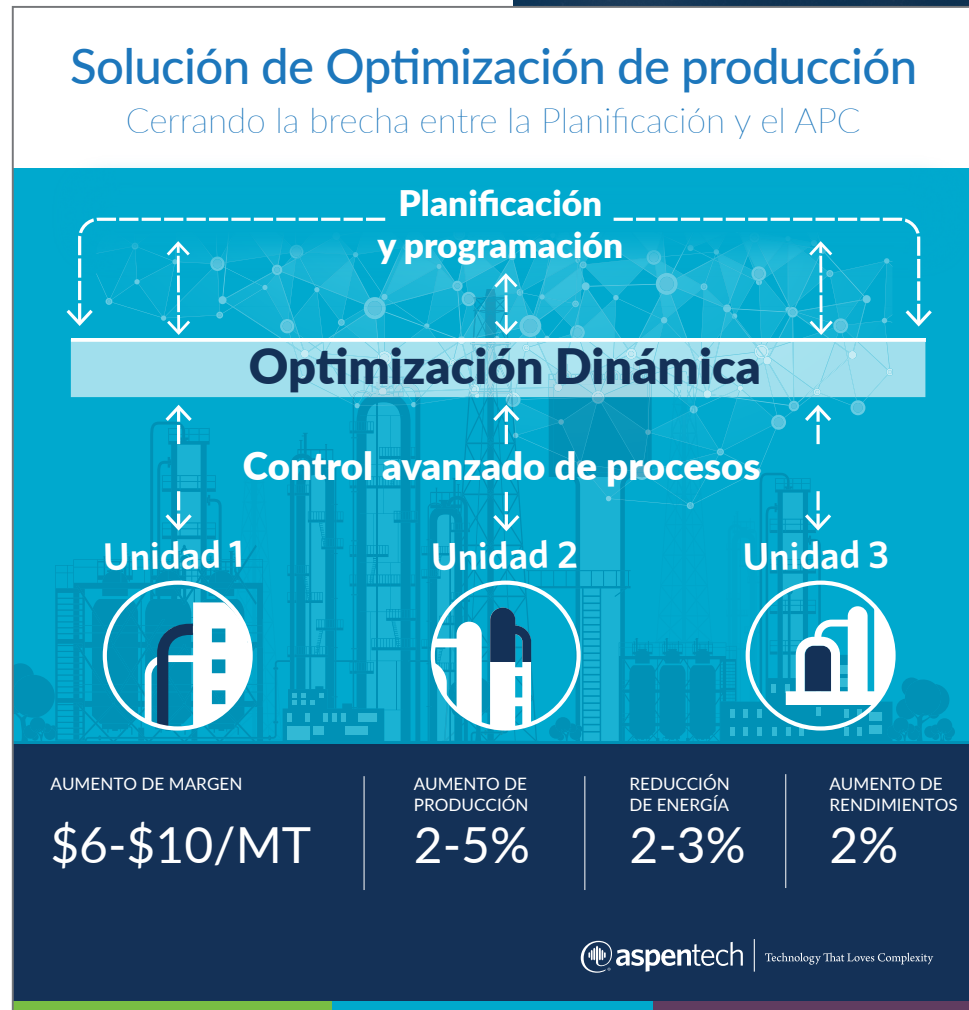 Solución de Optimización de producción
Cerrando la brecha entre la Planificación y el APC
Planificación
y programación
Optimización Dinámica
Control avanzado de procesos
Unidad 1
Unidad 2
Unidad 3
AUMENTO DE MARGEN
$6-$10/MT
AUMENTO DE
PRODUCCIÓN
2-5%
REDUCCIÓN
DE ENERGÍA
2-3%
AUMENTO DE
RENDIMIENTOS
2%
aspentech
Technology That Loves Complexity